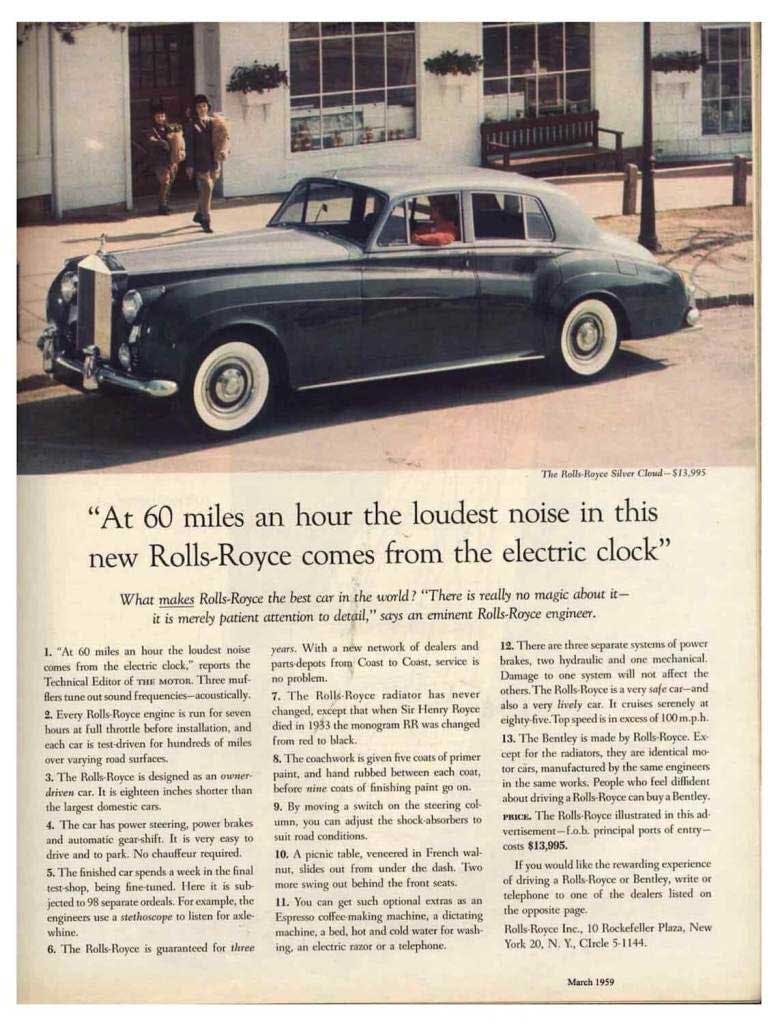 The Rolls-Royce Silver Cloud—$13,995
“At 60 miles an hour the loudest noise in this
new Rolls-Royce comes from the electric clock”
What makes Rolls-Royce the best car in the world? “There is really no magic about it—
it is merely patient attention to detail,” says an eminent Rolls-Royce engineer.
1. “At 60 miles an hour the loudest noise
comes from the electric clock,” reports the
Technical Editor of THE MOTOR. Three muf-
flers tune out sound frequencies—acoustically.
2. Every Rolls-Royce engine is run for seven
hours at full throttle before installation, and
each car is test-driven for hundreds of miles
over varying road surfaces.
3. The Rolls-Royce is designed as an owner-
driven car. It is eighteen inches shorter than
the largest domestic cars.
4. The car has power steering, power brakes
and automatic gear-shift. It is very easy to
drive and to park. No chauffeur required.
5. The finished car spends a week in the final
test-shop, being fine-tuned. Here it is sub-
jected to 98 separate ordeals. For example, the
engineers use a stethoscope to listen for axle-
whine.
6. The Rolls-Royce is guaranteed for three
years. With a new network of dealers and
parts-depots from Coast to Coast, service is
no problem.
7. The Rolls-Royce radiator has never
changed, except that when Sir Henry Royce
died in 1933 the monogram RR was changed
from red to black.
8. The coachwork is given five coats of primer
paint, and hand rubbed between each coat,
before nine coats of finishing paint go on.
9. By moving a switch on the steering col-
umn, you can adjust the shock-absorbers to
suit road conditions.
10. A picnic table, veneered in French wal-
nut, slides out from under the dash. Two
more swing out behind the front seats.
11. You can get such optional extras as an
Espresso coffee-making machine, a dictating
machine, a bed, hot and cold water for wash-
ing, an electric razor or a telephone.
12. There are three separate systems of power
brakes, two hydraulic and one mechanical.
Damage to one system will not affect the
others. The Rolls-Royce is a very safe car—and
also a very lively car. It cruises serenely at
eighty-five. Top speed is in excess of 100 m.p.h.
13. The Bentley is made by Rolls-Royce. Ex-
cept for the radiators, they are identical mo-
tor cars, manufactured by the same engineers
in the same works. People who feel diffident
about driving a Rolls-Royce can buy a Bentley.
PRICE. The Rolls-Royce illustrated in this ad-
vertisement—f.o.b. principal ports of entry—
costs $13,995.
If you would like the rewarding experience
of driving a Rolls-Royce or Bentley, write or
telephone to one of the dealers listed on
the opposite page.
Rolls-Royce Inc., 10 Rockefeller Plaza, New
York 20, N. Y., CIrcle 5-1144.
March 1959